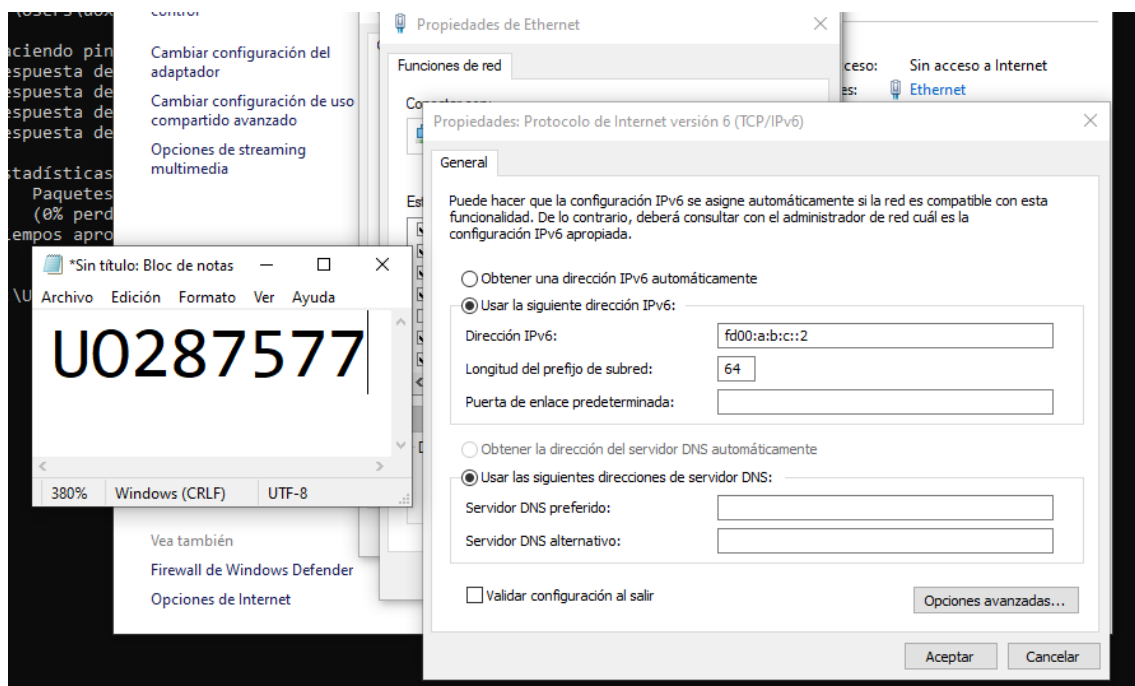 control
Cambiar configuración del
adaptador
Cambiar configuración de uso
compartido avanzado
Opciones de streaming
multimedia
Vea también
Firewall de Windows Defender
Opciones de Internet
aciendo pin
espuesta de
espuesta de
espuesta de
espuesta de
stadísticas
Paquetes
(0% perd
empos apro
\U
*Sin título: Bloc de notas
Archivo Edición Formato Ver Ayuda
UO287577
380% Windows (CRLF) UTF-8
Propiedades de Ethernet
Funciones de red
ceso: Sin acceso a Internet
es: Ethernet
Propiedades: Protocolo de Internet versión 6 (TCP/IPv6)
General
Puede hacer que la configuración IPv6 se asigne automáticamente si la red es compatible con esta
funcionalidad. De lo contrario, deberá consultar con el administrador de red cuál es la
configuración IPv6 apropiada.
Obtener una dirección IPv6 automáticamente
Usar la siguiente dirección IPv6:
Dirección IPv6: fd00:a:b:c::2
Longitud del prefijo de subred: 64
Puerta de enlace predeterminada:
Obtener la dirección del servidor DNS automáticamente
Usar las siguientes direcciones de servidor DNS:
Servidor DNS preferido:
Servidor DNS alternativo:
Validar configuración al salir
Opciones avanzadas...
Aceptar Cancelar